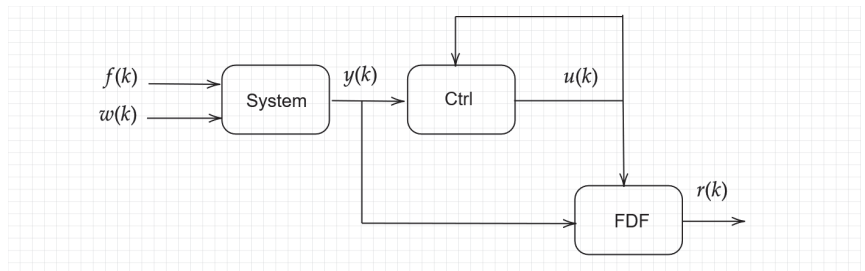 f(k)
w(k)
System
y(k)
Ctrl
u(k)
FDF
r(k)